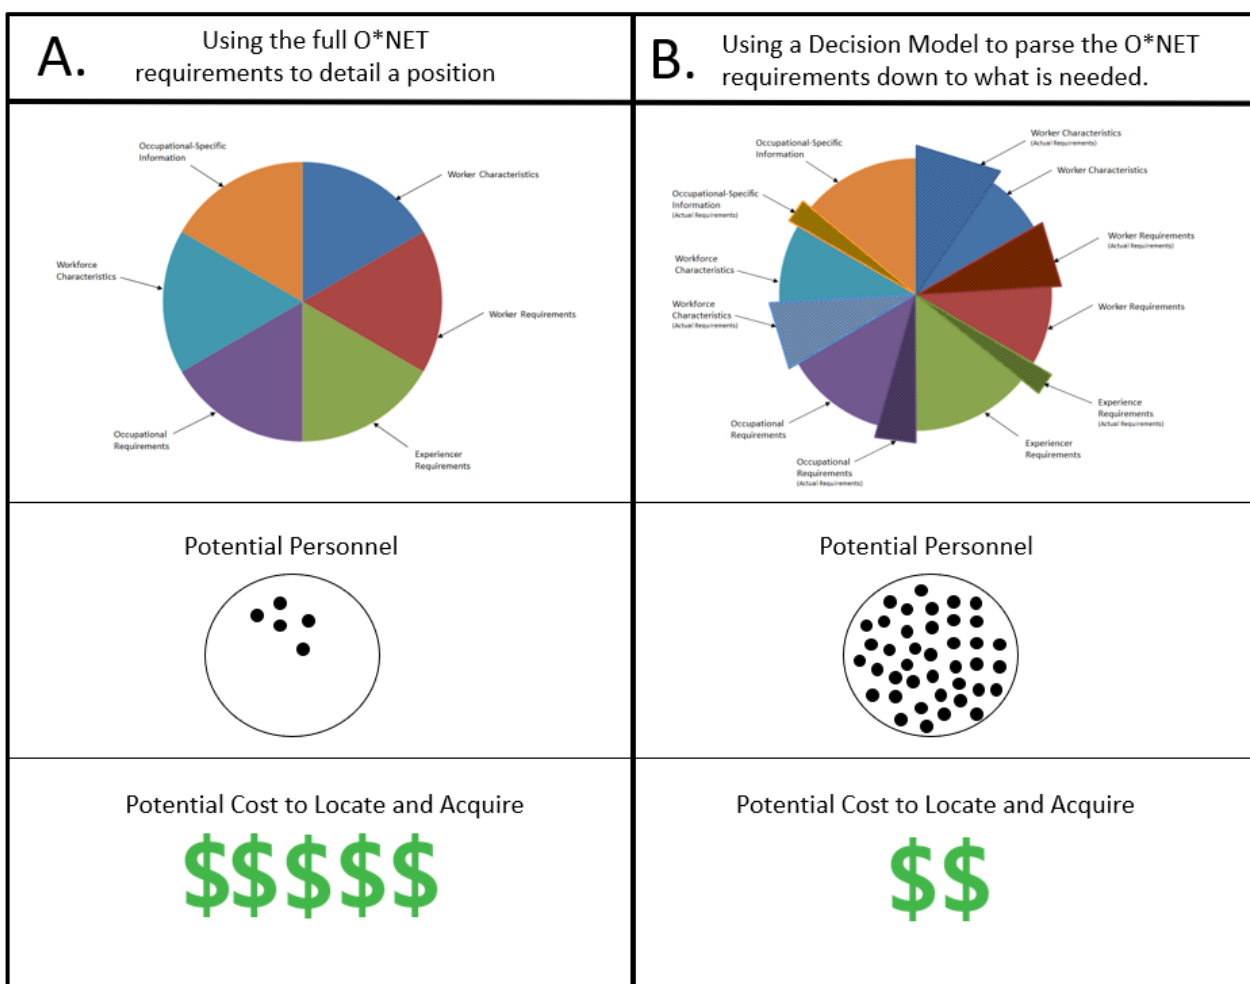 A.
Using the full O*NET
requirements to detail a position
B.
Using a Decision Model to parse the O*NET
requirements down to what is needed.
Occupational-Specific
Information
Worker Characteristics
Workforce
Characteristics
Worker Requirements
Occupational
Requirements
Experiencer
Requirements
Worker Characteristics
(Actual Requirements)
Occupational-Specific
Information
Worker Characteristics
Occupational-Specific
Information
(Actual Requirements)
Worker Requirements
(Actual Requirements)
Workforce
Characteristics
Workforce
Characteristics
(Actual Requirements)
Worker Requirements
Experience
Requirements
(Actual Requirements)
Occupational
Requirements
Experiencer
Requirements
Occupational
Requirements
(Actual Requirements)
Potential Personnel
Potential Personnel
Potential Cost to Locate and Acquire
$$$$$
Potential Cost to Locate and Acquire
$$